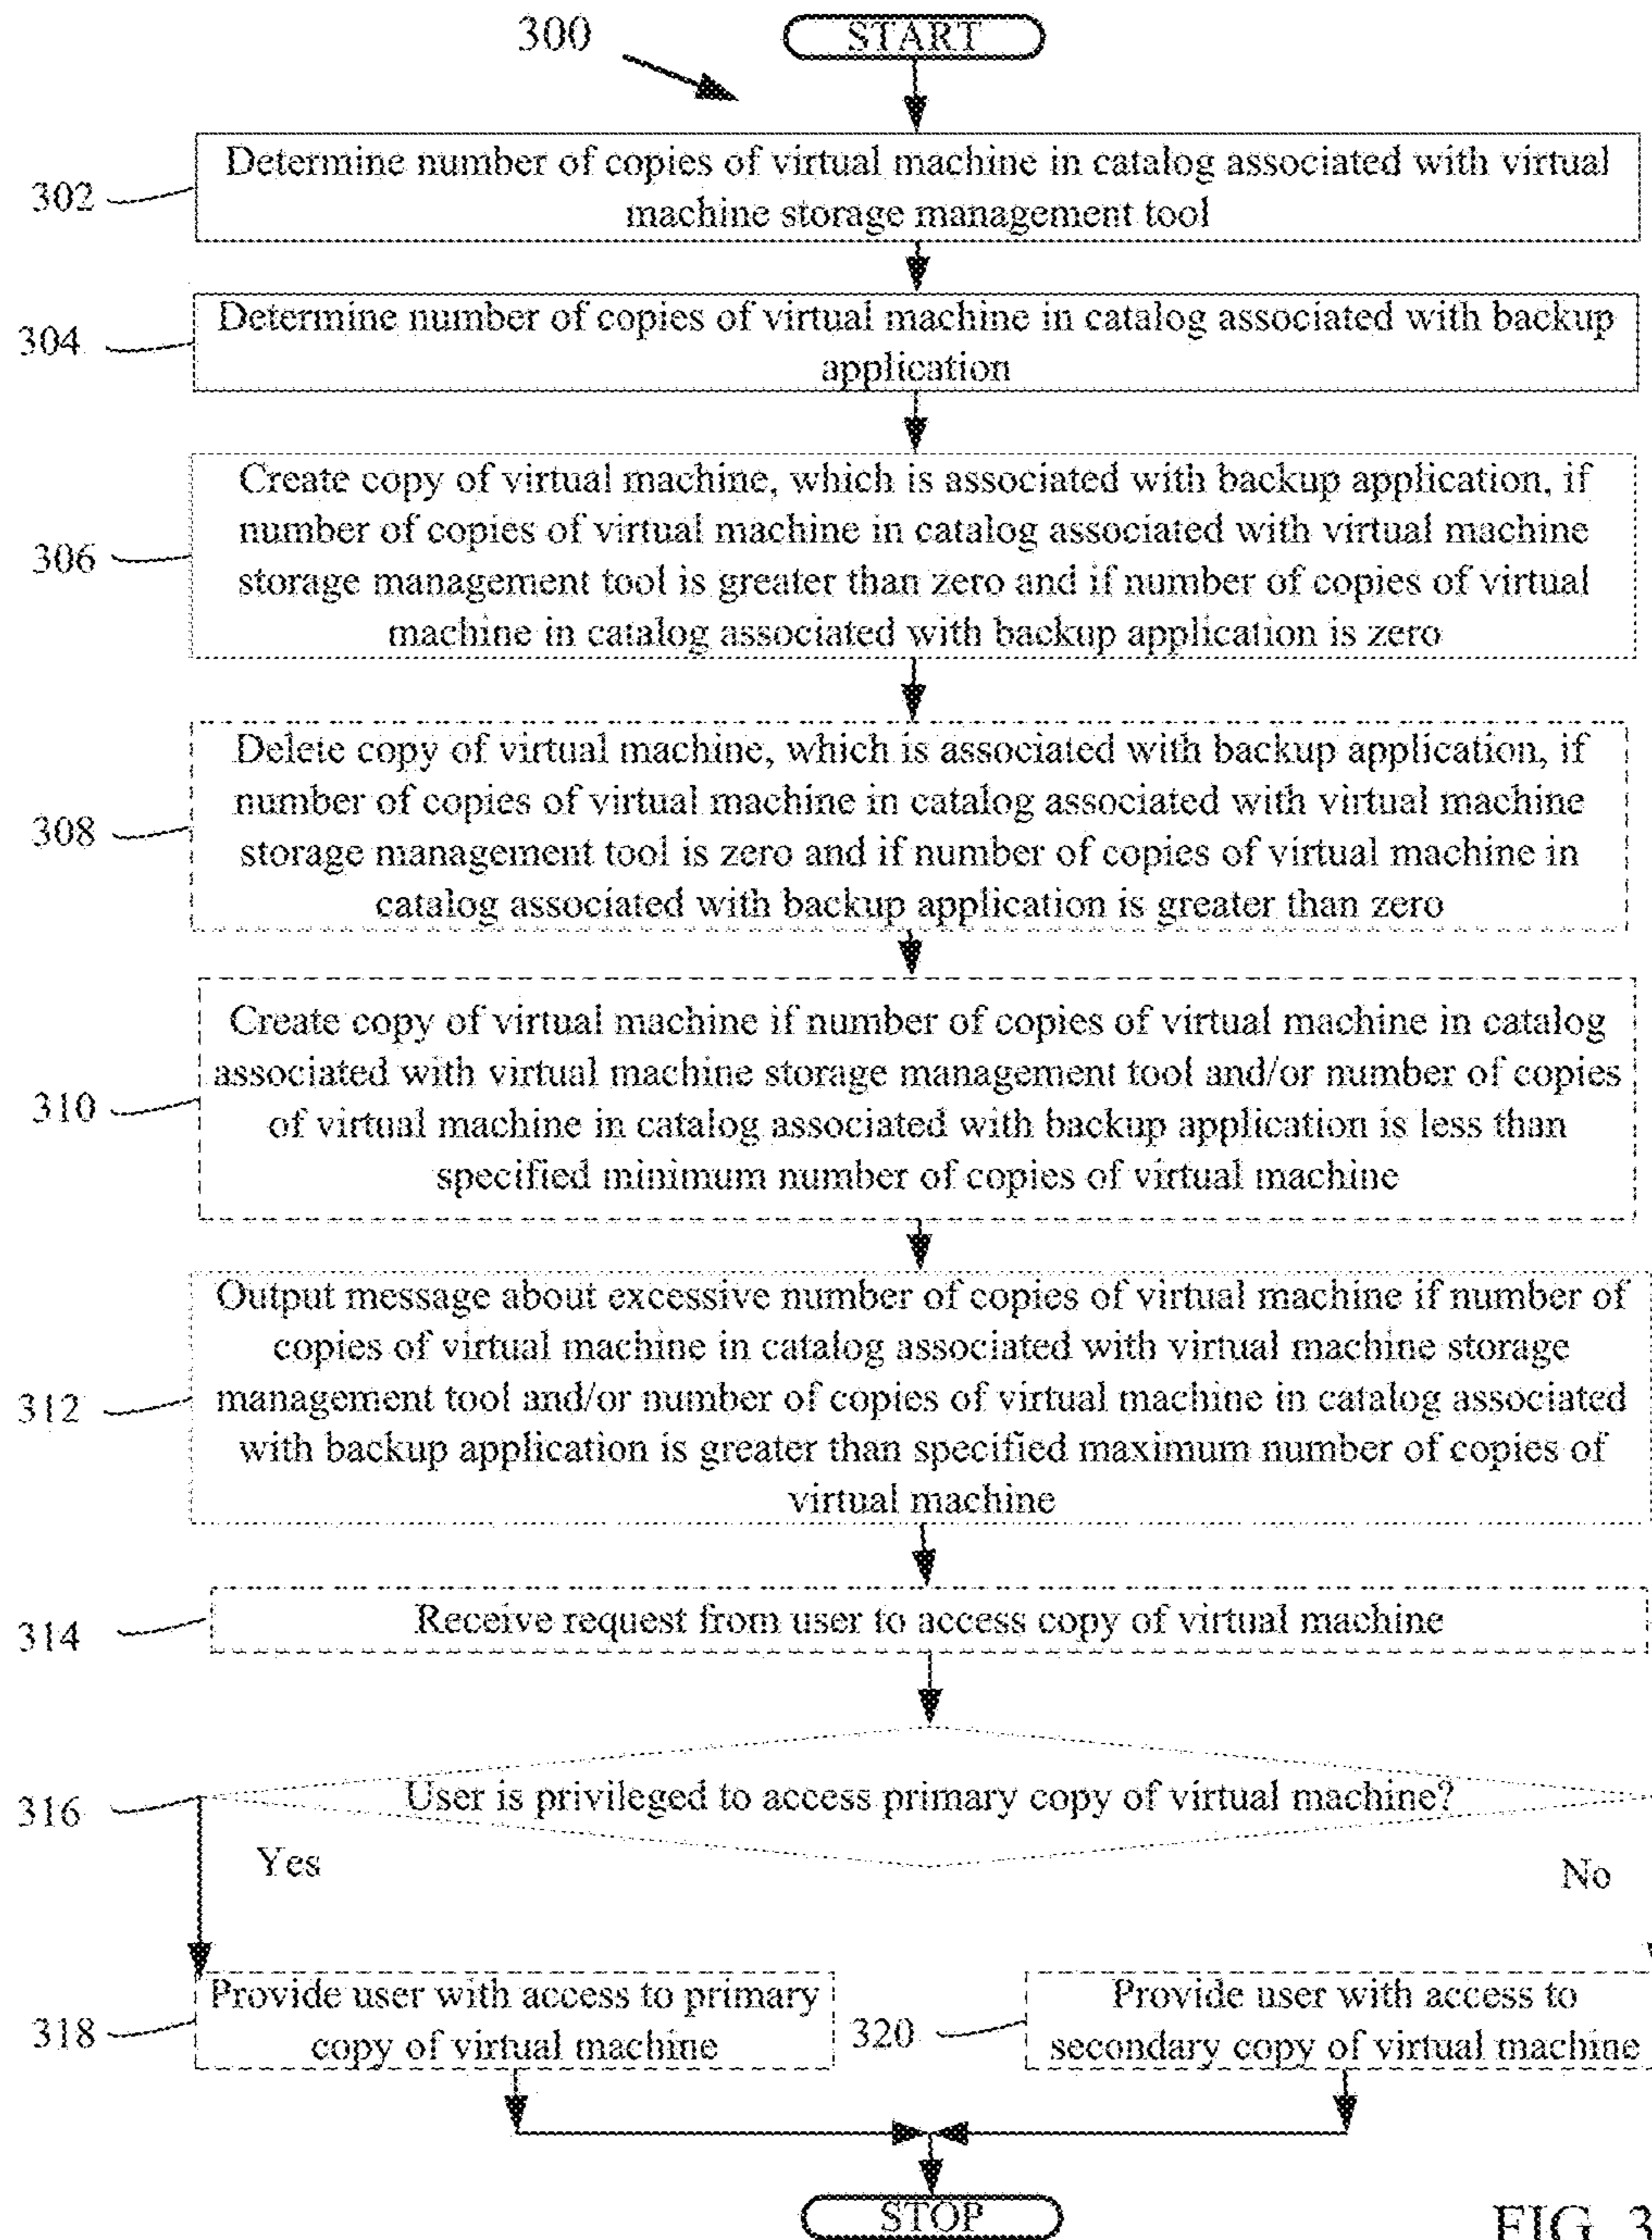 300
START
302
Determine number of copies of virtual machine in catalog associated with virtual
machine storage management tool
304
Determine number of copies of virtual machine in catalog associated with backup
application
306
Create copy of virtual machine, which is associated with backup application, if
number of copies of virtual machine in catalog associated with virtual machine
storage management tool is greater than zero and if number of copies of virtual
machine in catalog associated with backup application is zero
308
Delete copy of virtual machine, which is associated with backup application, if
number of copies of virtual machine in catalog associated with virtual machine
storage management tool is zero and if number of copies of virtual machine in
catalog associated with backup application is greater than zero
310
Create copy of virtual machine if number of copies of virtual machine in catalog
associated with virtual machine storage management tool and/or number of copies
of virtual machine in catalog associated with backup application is less than
specified minimum number of copies of virtual machine
312
Output message about excessive number of copies of virtual machine if number of
copies of virtual machine in catalog associated with virtual machine storage
management tool and/or number of copies of virtual machine in catalog associated
with backup application is greater than specified maximum number of copies of
virtual machine
314
Receive request from user to access copy of virtual machine
316
User is privileged to access primary copy of virtual machine?
Yes
No
318
Provide user with access to primary
copy of virtual machine
320
Provide user with access to
secondary copy of virtual machine
STOP
FIG. 3